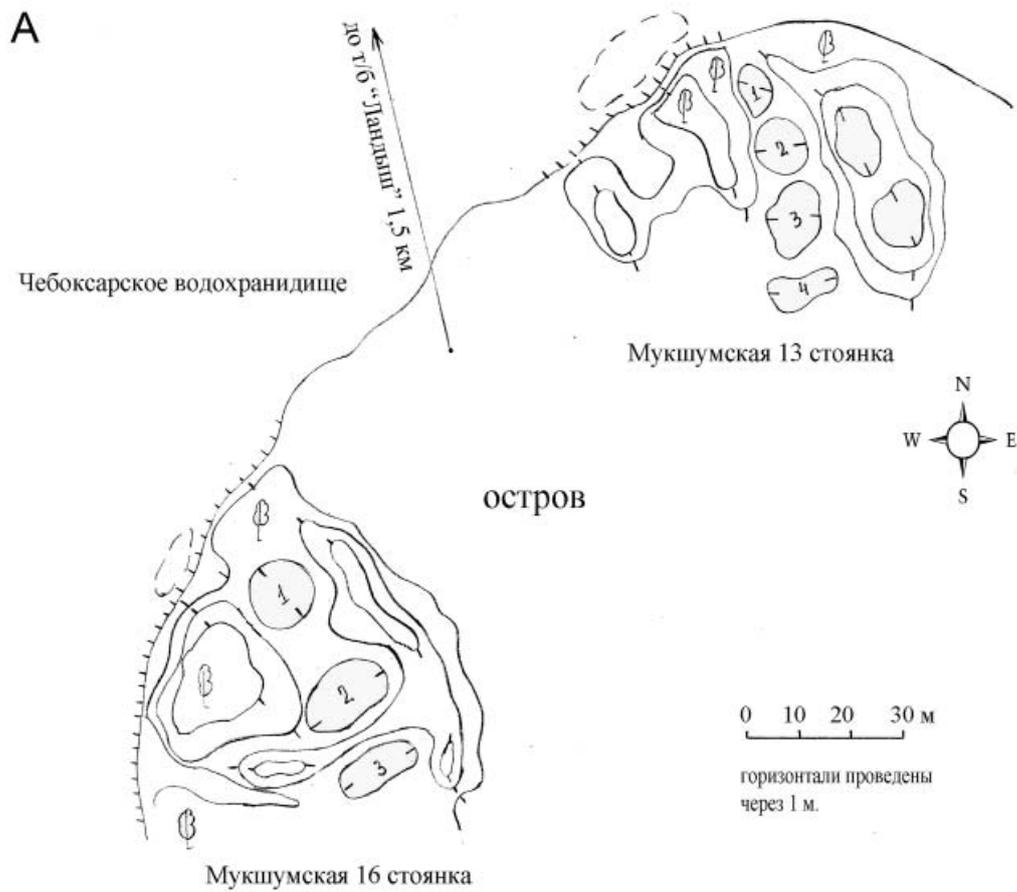 А
до т/б "Ландыш" 1,5 км
1
2
3
4
Чебоксарское водохранидище
Мукшумская 13 стоянка
N
W E
S
остров
1
2
3
0 10 20 30 м
горизонтали проведены
через 1 м.
Мукшумская 16 стоянка